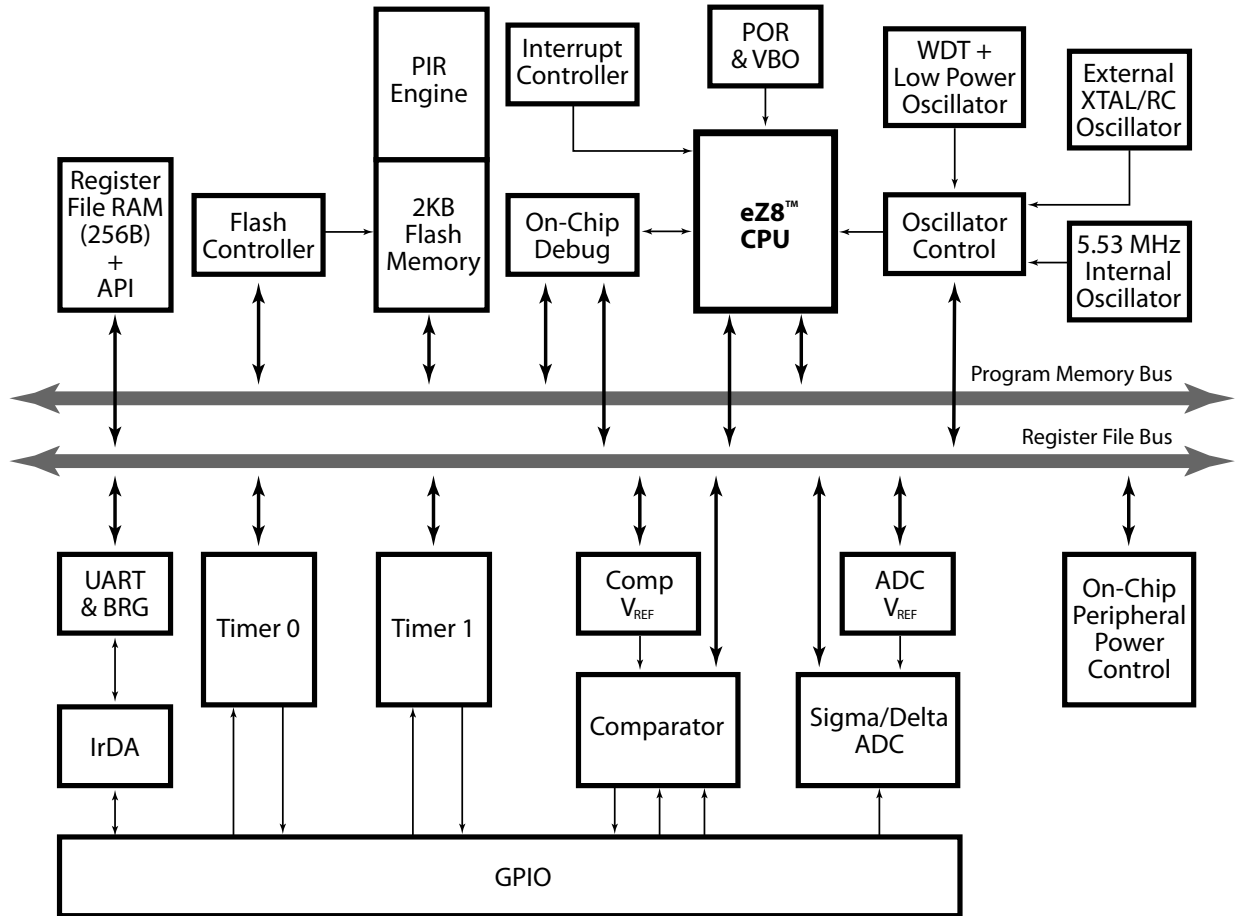 PIR
Engine
Interrupt
Controller
POR
& VBO
WDT +
Low Power
Oscillator
External
XTAL/RC
Oscillator
Register
File RAM
(256B)
+
API
Flash
Controller
2KB
Flash
Memory
On-Chip
Debug
eZ8™
CPU
Oscillator
Control
5.53 MHz
Internal
Oscillator
Program Memory Bus
Register File Bus
UART
& BRG
Timer 0
Timer 1
Comp
VREF
ADC
VREF
On-Chip
Peripheral
Power
Control
IrDA
Comparator
Sigma/Delta
ADC
GPIO